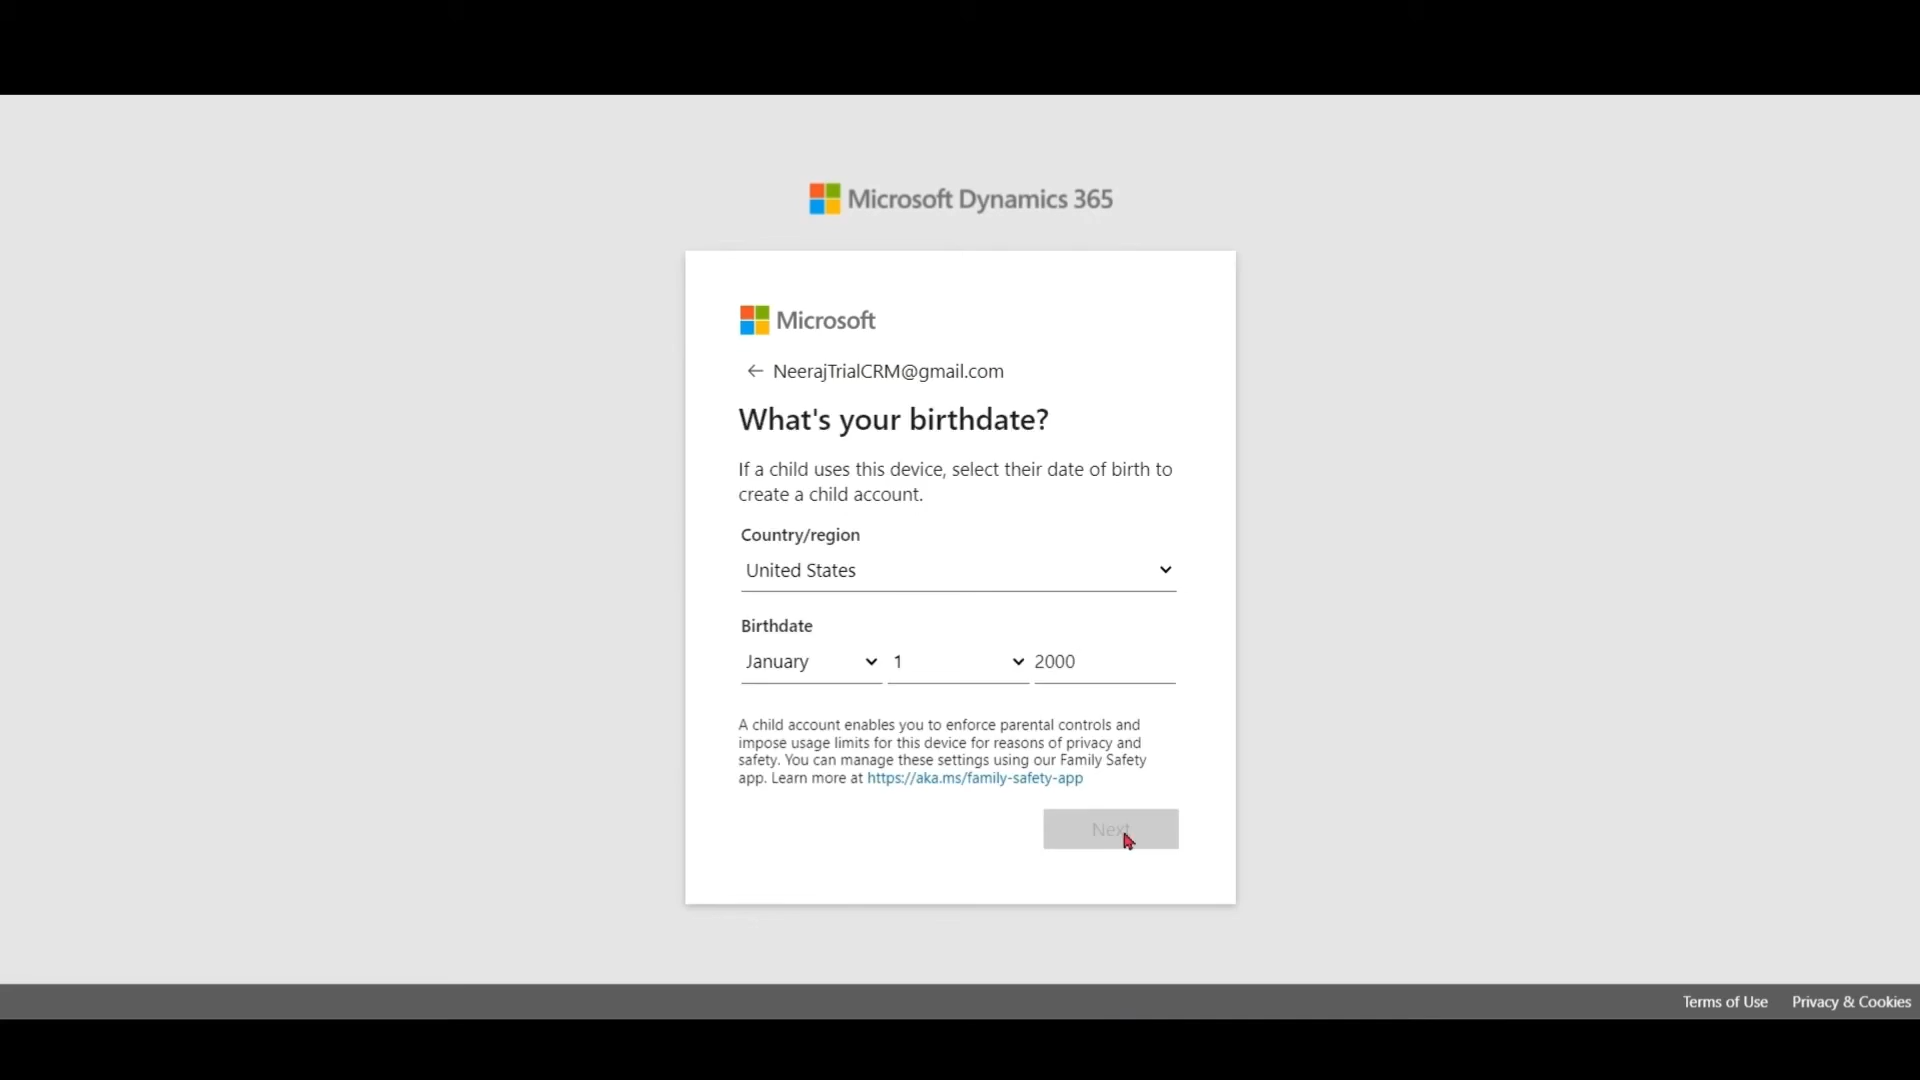 Microsoft Dynamics 365
Microsoft
NeerajTrialCRM@gmail.com
What's your birthdate?
If a child uses this device, select their date of birth to
create a child account.
Country/region
United States
Birthdate
January 1 2000
A child account enables you to enforce parental controls and
impose usage limits for this device for reasons of privacy and
safety. You can manage these settings using our Family Safety
app. Learn more at https://aka.ms/family-safety-app
Next
Terms of Use Privacy & Cookies